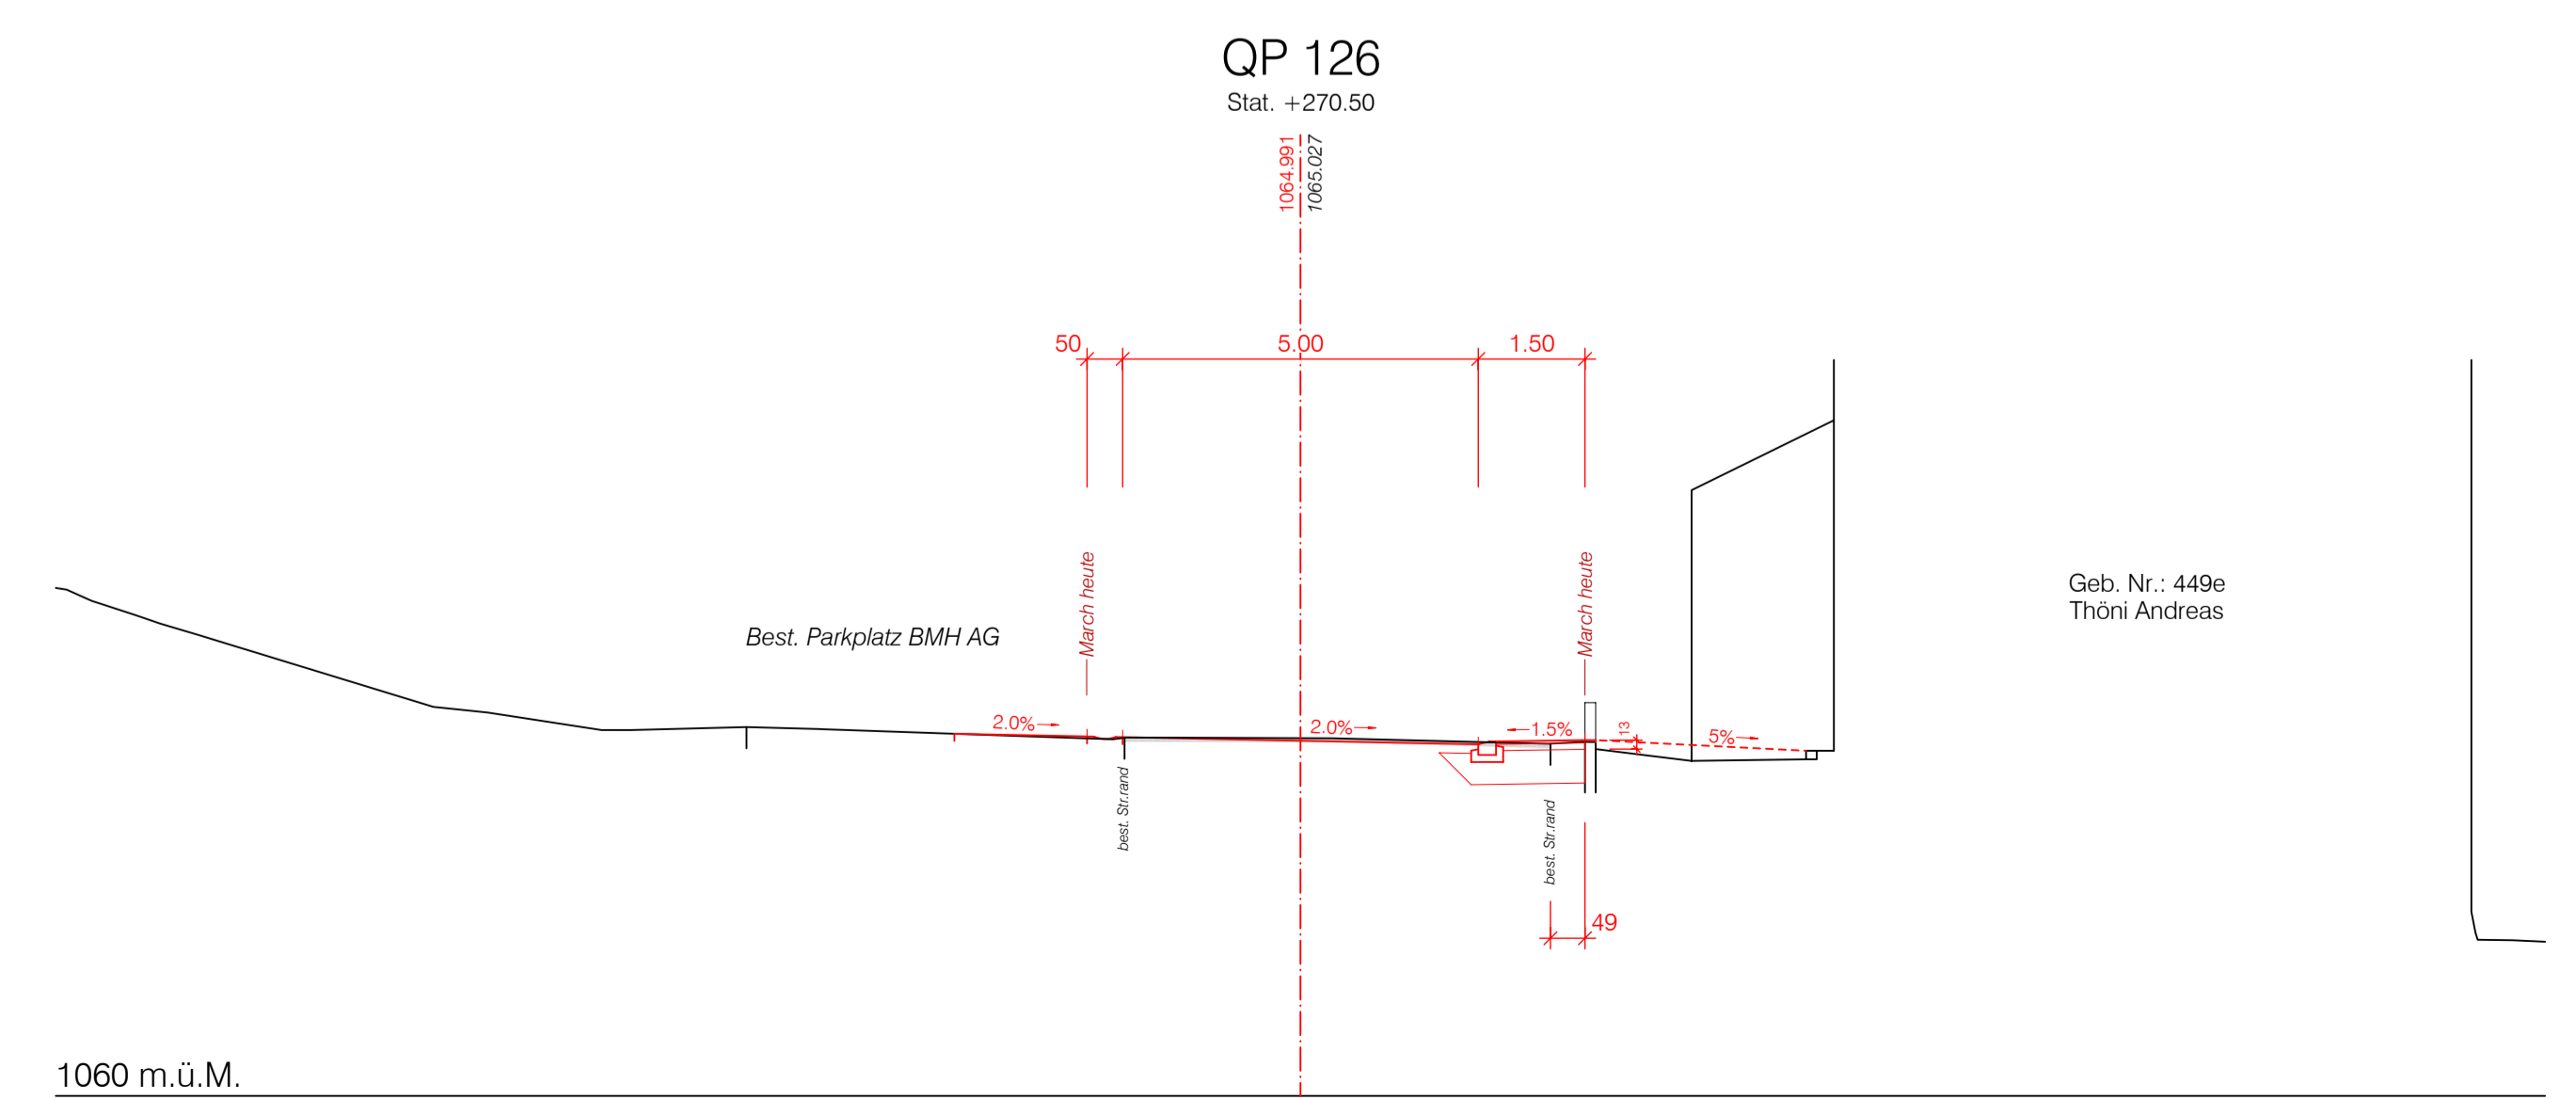 QP 126
Stat. +270.50
1064.991
1065.027
50
5.00
1.50
March heute
March heute
Geb. Nr.: 449e
Thöni Andreas
Best. Parkplatz BMH AG
2.0%
2.0%
1.5%
13
5%
best. Str.rand
best. Str.rand
49
1060 m.ü.M.